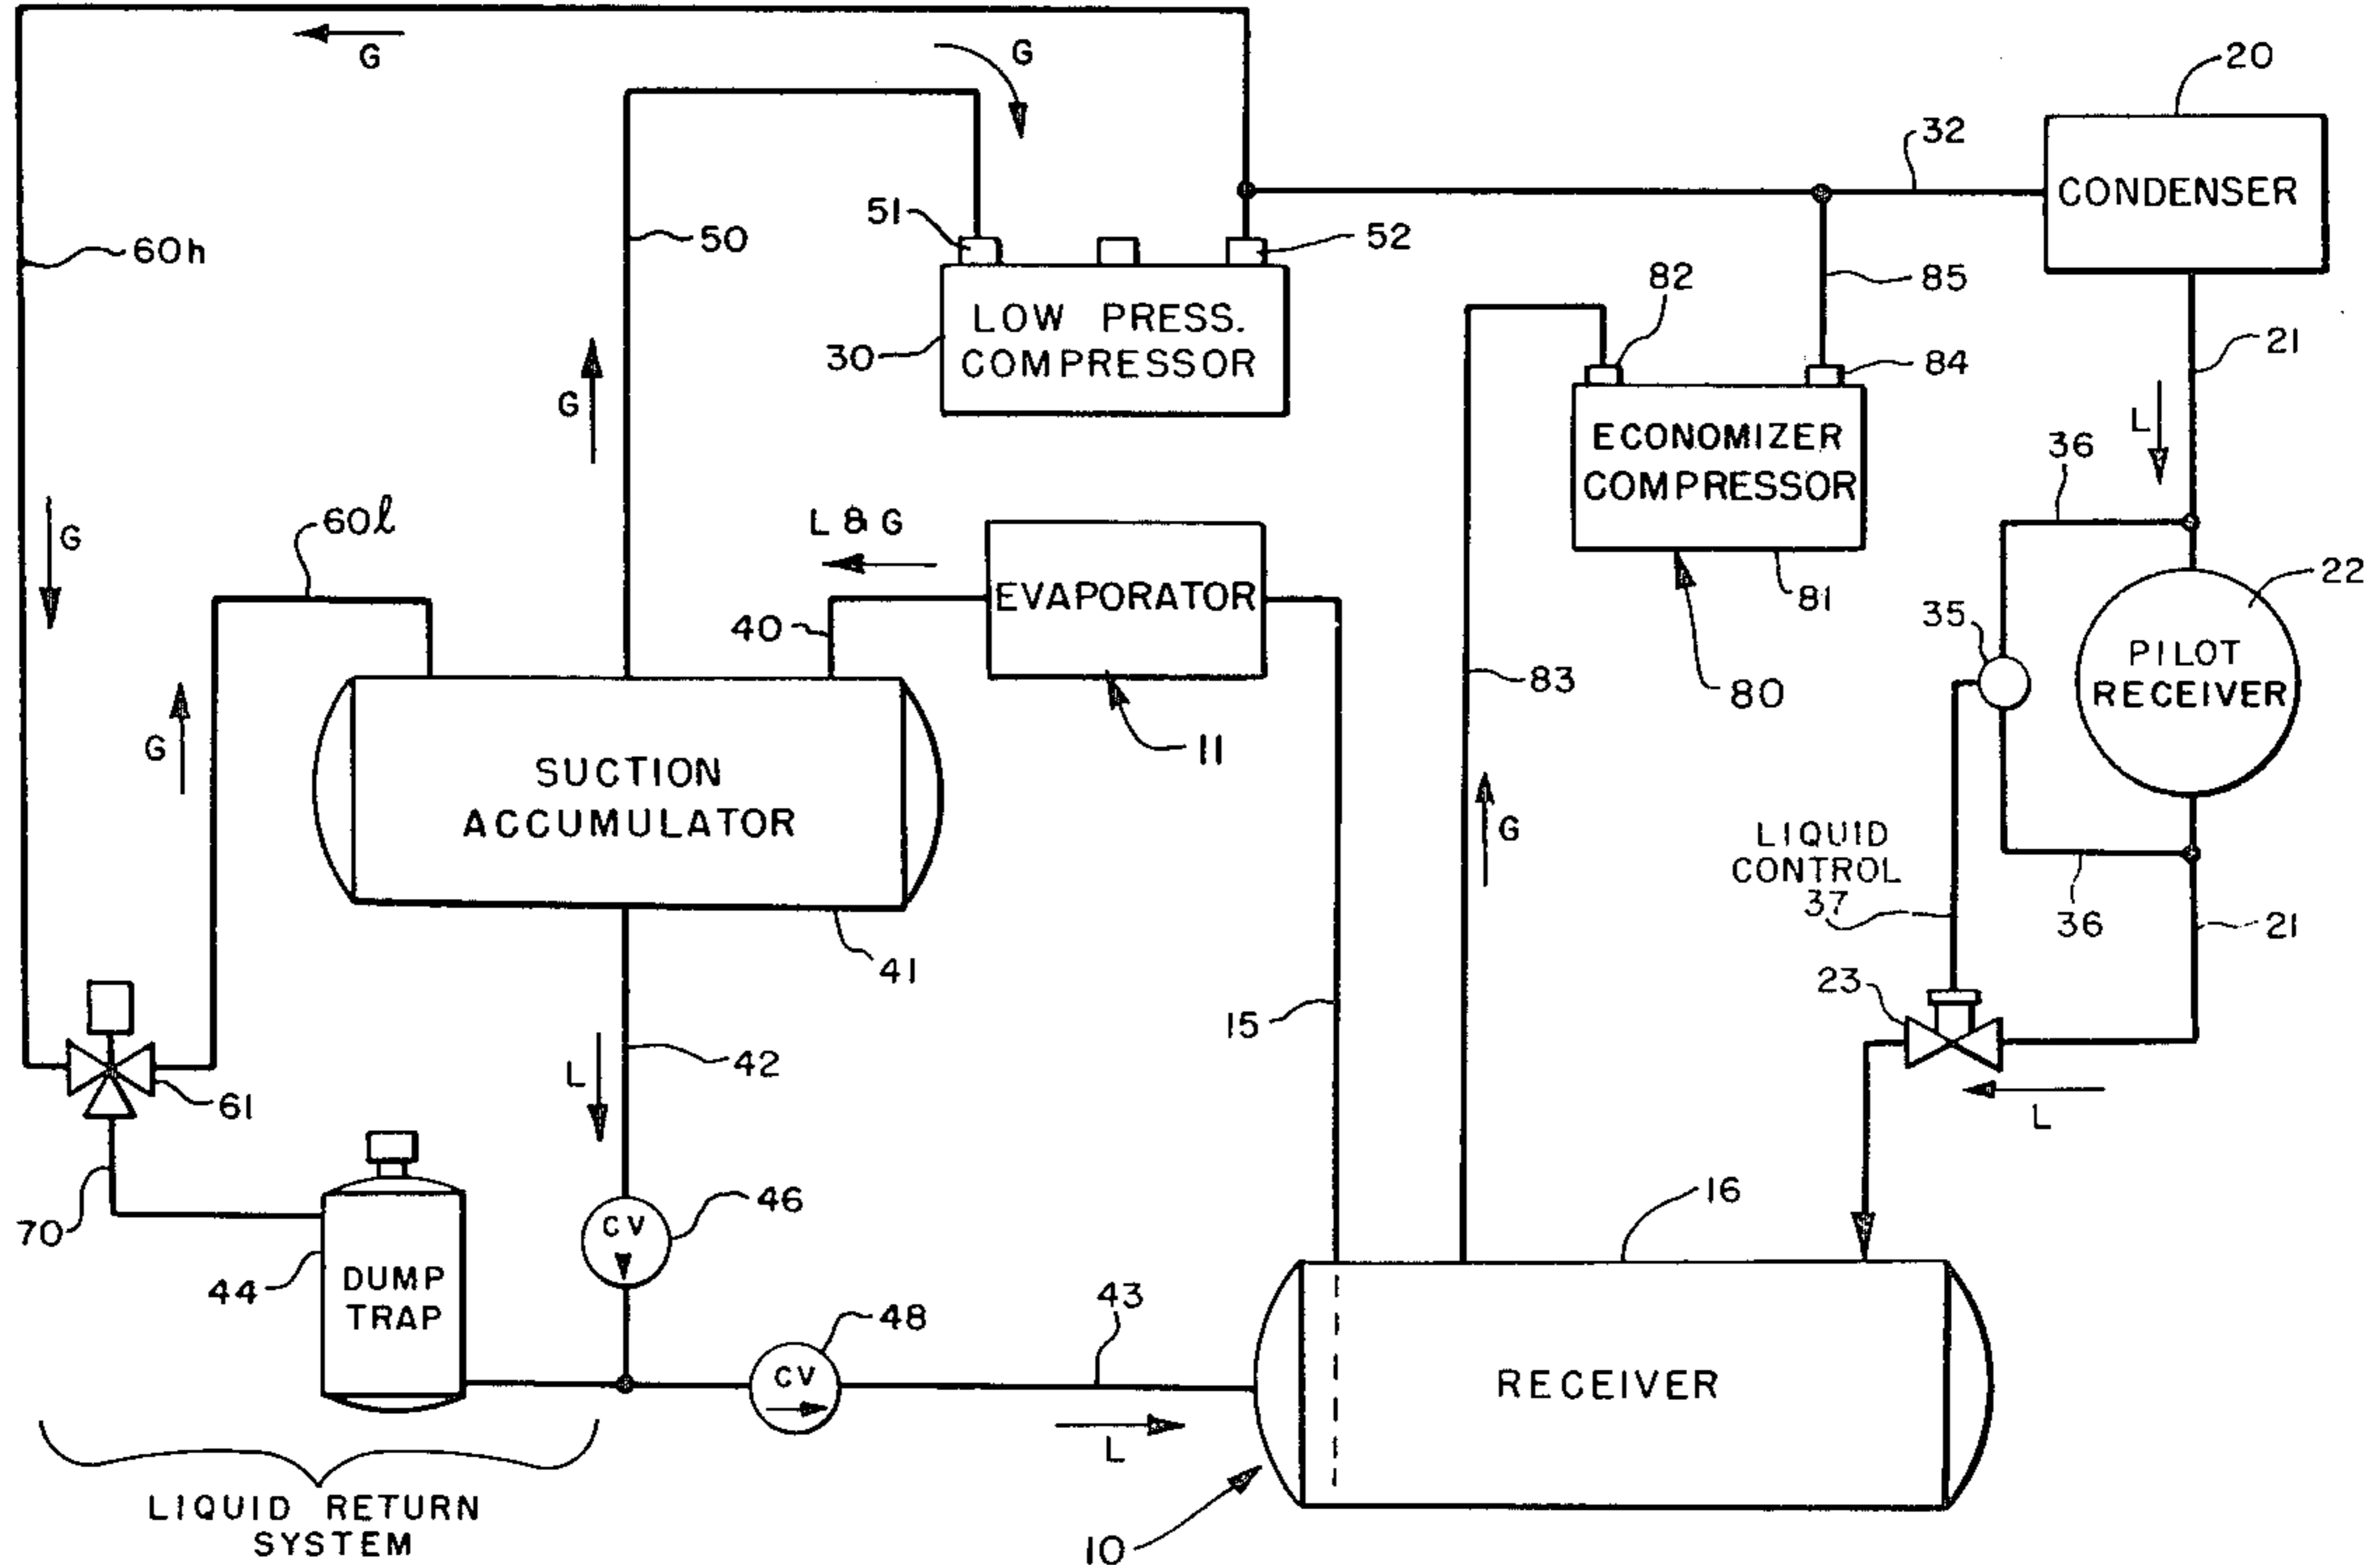 G
G
20
32
CONDENSER
51
52
50
60h
85
82
LOW PRESS.
COMPRESSOR
30
21
84
G
L
ECONOMIZER
COMPRESSOR
36
60l
L & G
G
22
EVAPORATOR
81
35
40
PILOT
RECEIVER
83
80
G
11
SUCTION
ACCUMULATOR
G
LIQUID
CONTROL
37
36
21
41
23
15
42
L
61
L
46
CV
16
70
44
DUMP
TRAP
43
48
CV
RECEIVER
L
LIQUID RETURN
SYSTEM
10